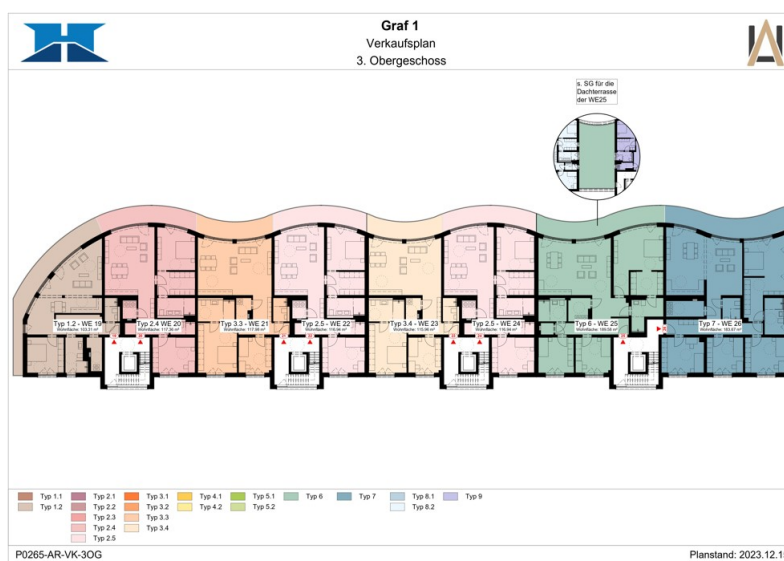 Graf 1
Verkaufsplan
3. Obergeschoss
s. SG für die
Dachterrasse
der WE25
Typ 1.2 - WE 19
Typ 2.4 WE 20
Typ 3.3 - WE 21
Typ 2.5 - WE 22
Typ 3.4 - WE 23
Typ 2.5 - WE 24
Typ 6 - WE 25
Typ 7 - WE 26
Typ 1.1 Typ 2.1 Typ 3.1 Typ 4.1 Typ 5.1 Typ 6 Typ 7 Typ 8.1 Typ 9
Typ 1.2 Typ 2.2 Typ 3.2 Typ 4.2 Typ 5.2 Typ 8.2
Typ 2.3 Typ 3.3
Typ 2.4 Typ 3.4
Typ 2.5
P0265-AR-VK-3OG
Planstand: 2023.12.1